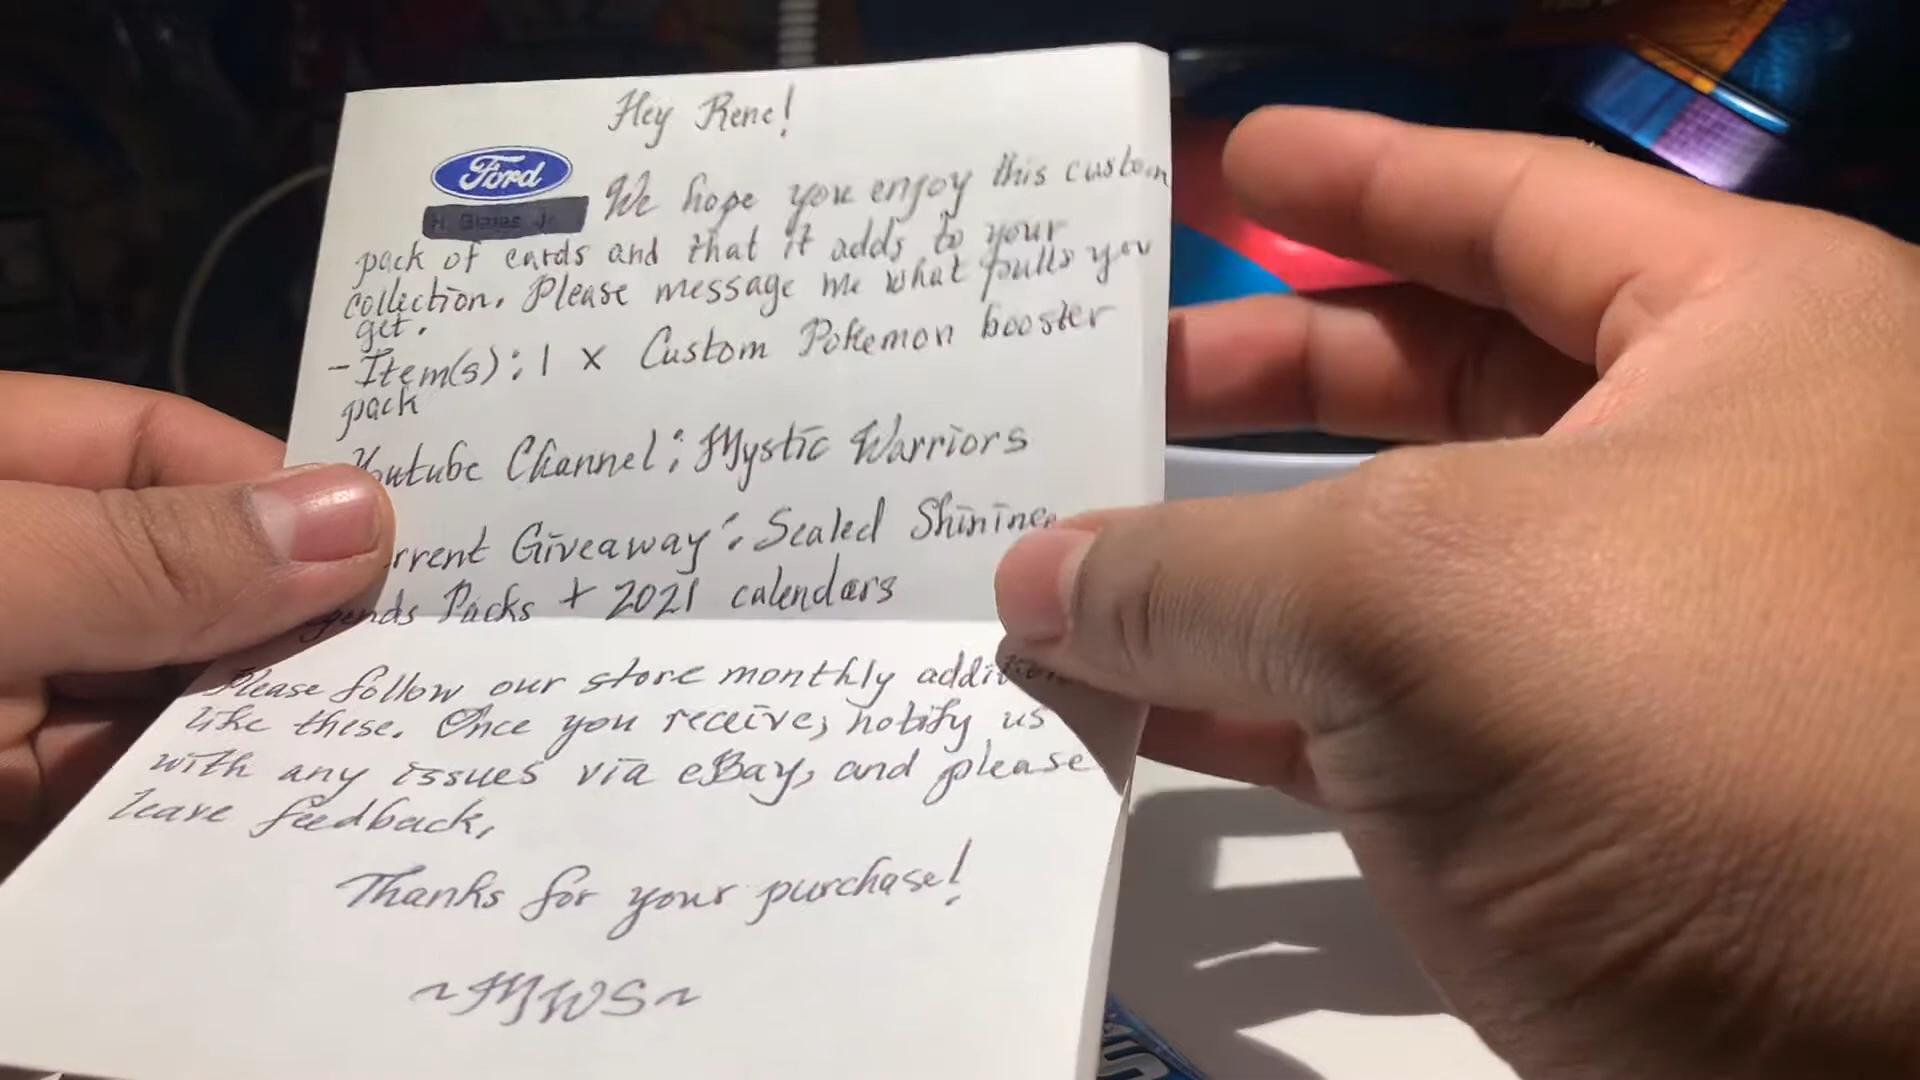 Hey Rene!
Ford
We hope you enjoy this custom
pack of cards and that it adds to your
collection. Please message me what pulls you
get.
- Item(s): 1 x Custom Pokemon booster
pack
Youtube Channel: Mystic Warriors
rrent Giveaway: Sealed Shining
gends Packs + 2021 calendars
Please follow our store monthly addition
like these. Once you receive, notify us
with any issues via eBay, and please
leave feedback,
Thanks for your purchase!
~MWS~